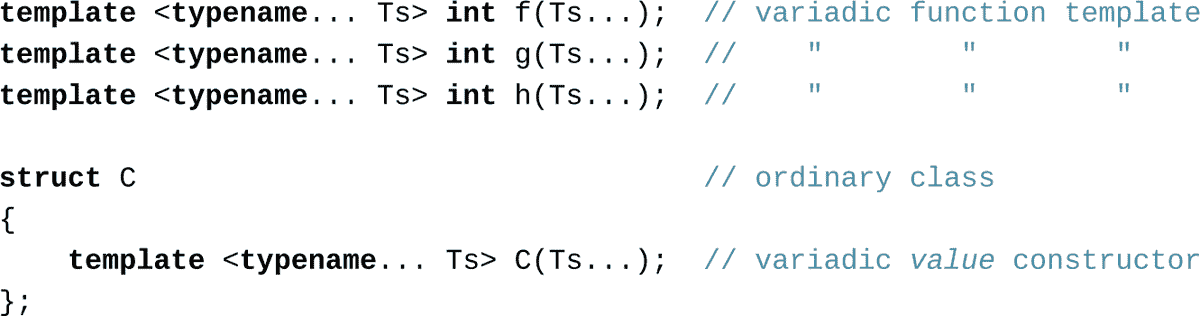 template <typename... Ts> int f(Ts...);  // variadic function template
template <typename... Ts> int g(Ts...);  //    "        "        "
template <typename... Ts> int h(Ts...);  //    "        "        "
struct C                                 // ordinary class
{
    template <typename... Ts> C(Ts...);  // variadic value constructor
};